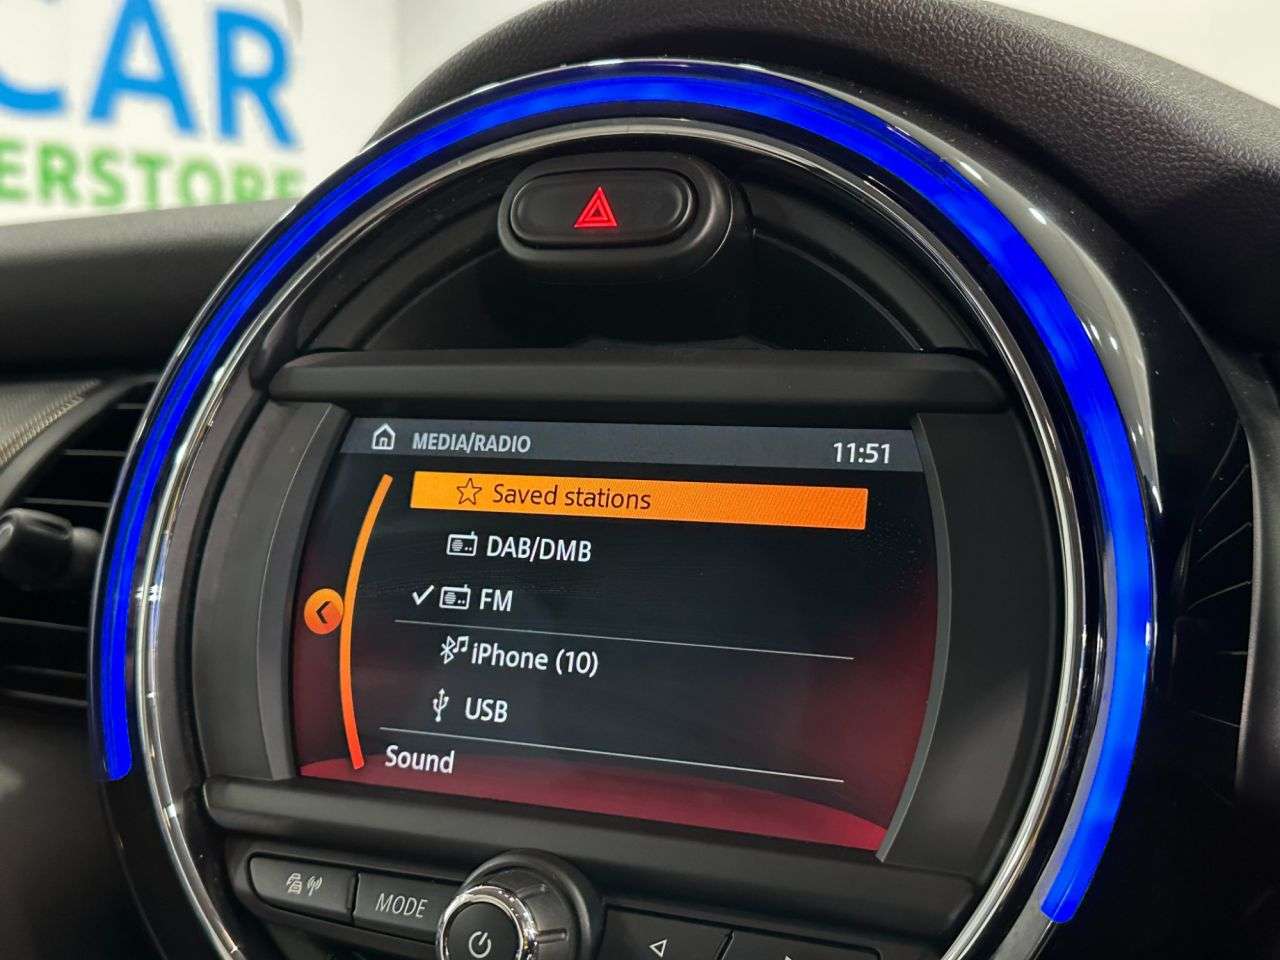 CAR
ERSTORE
MEDIA/RADIO 11:51
Saved stations
DAB/DMB
FM
iPhone (10)
USB
Sound
MODE